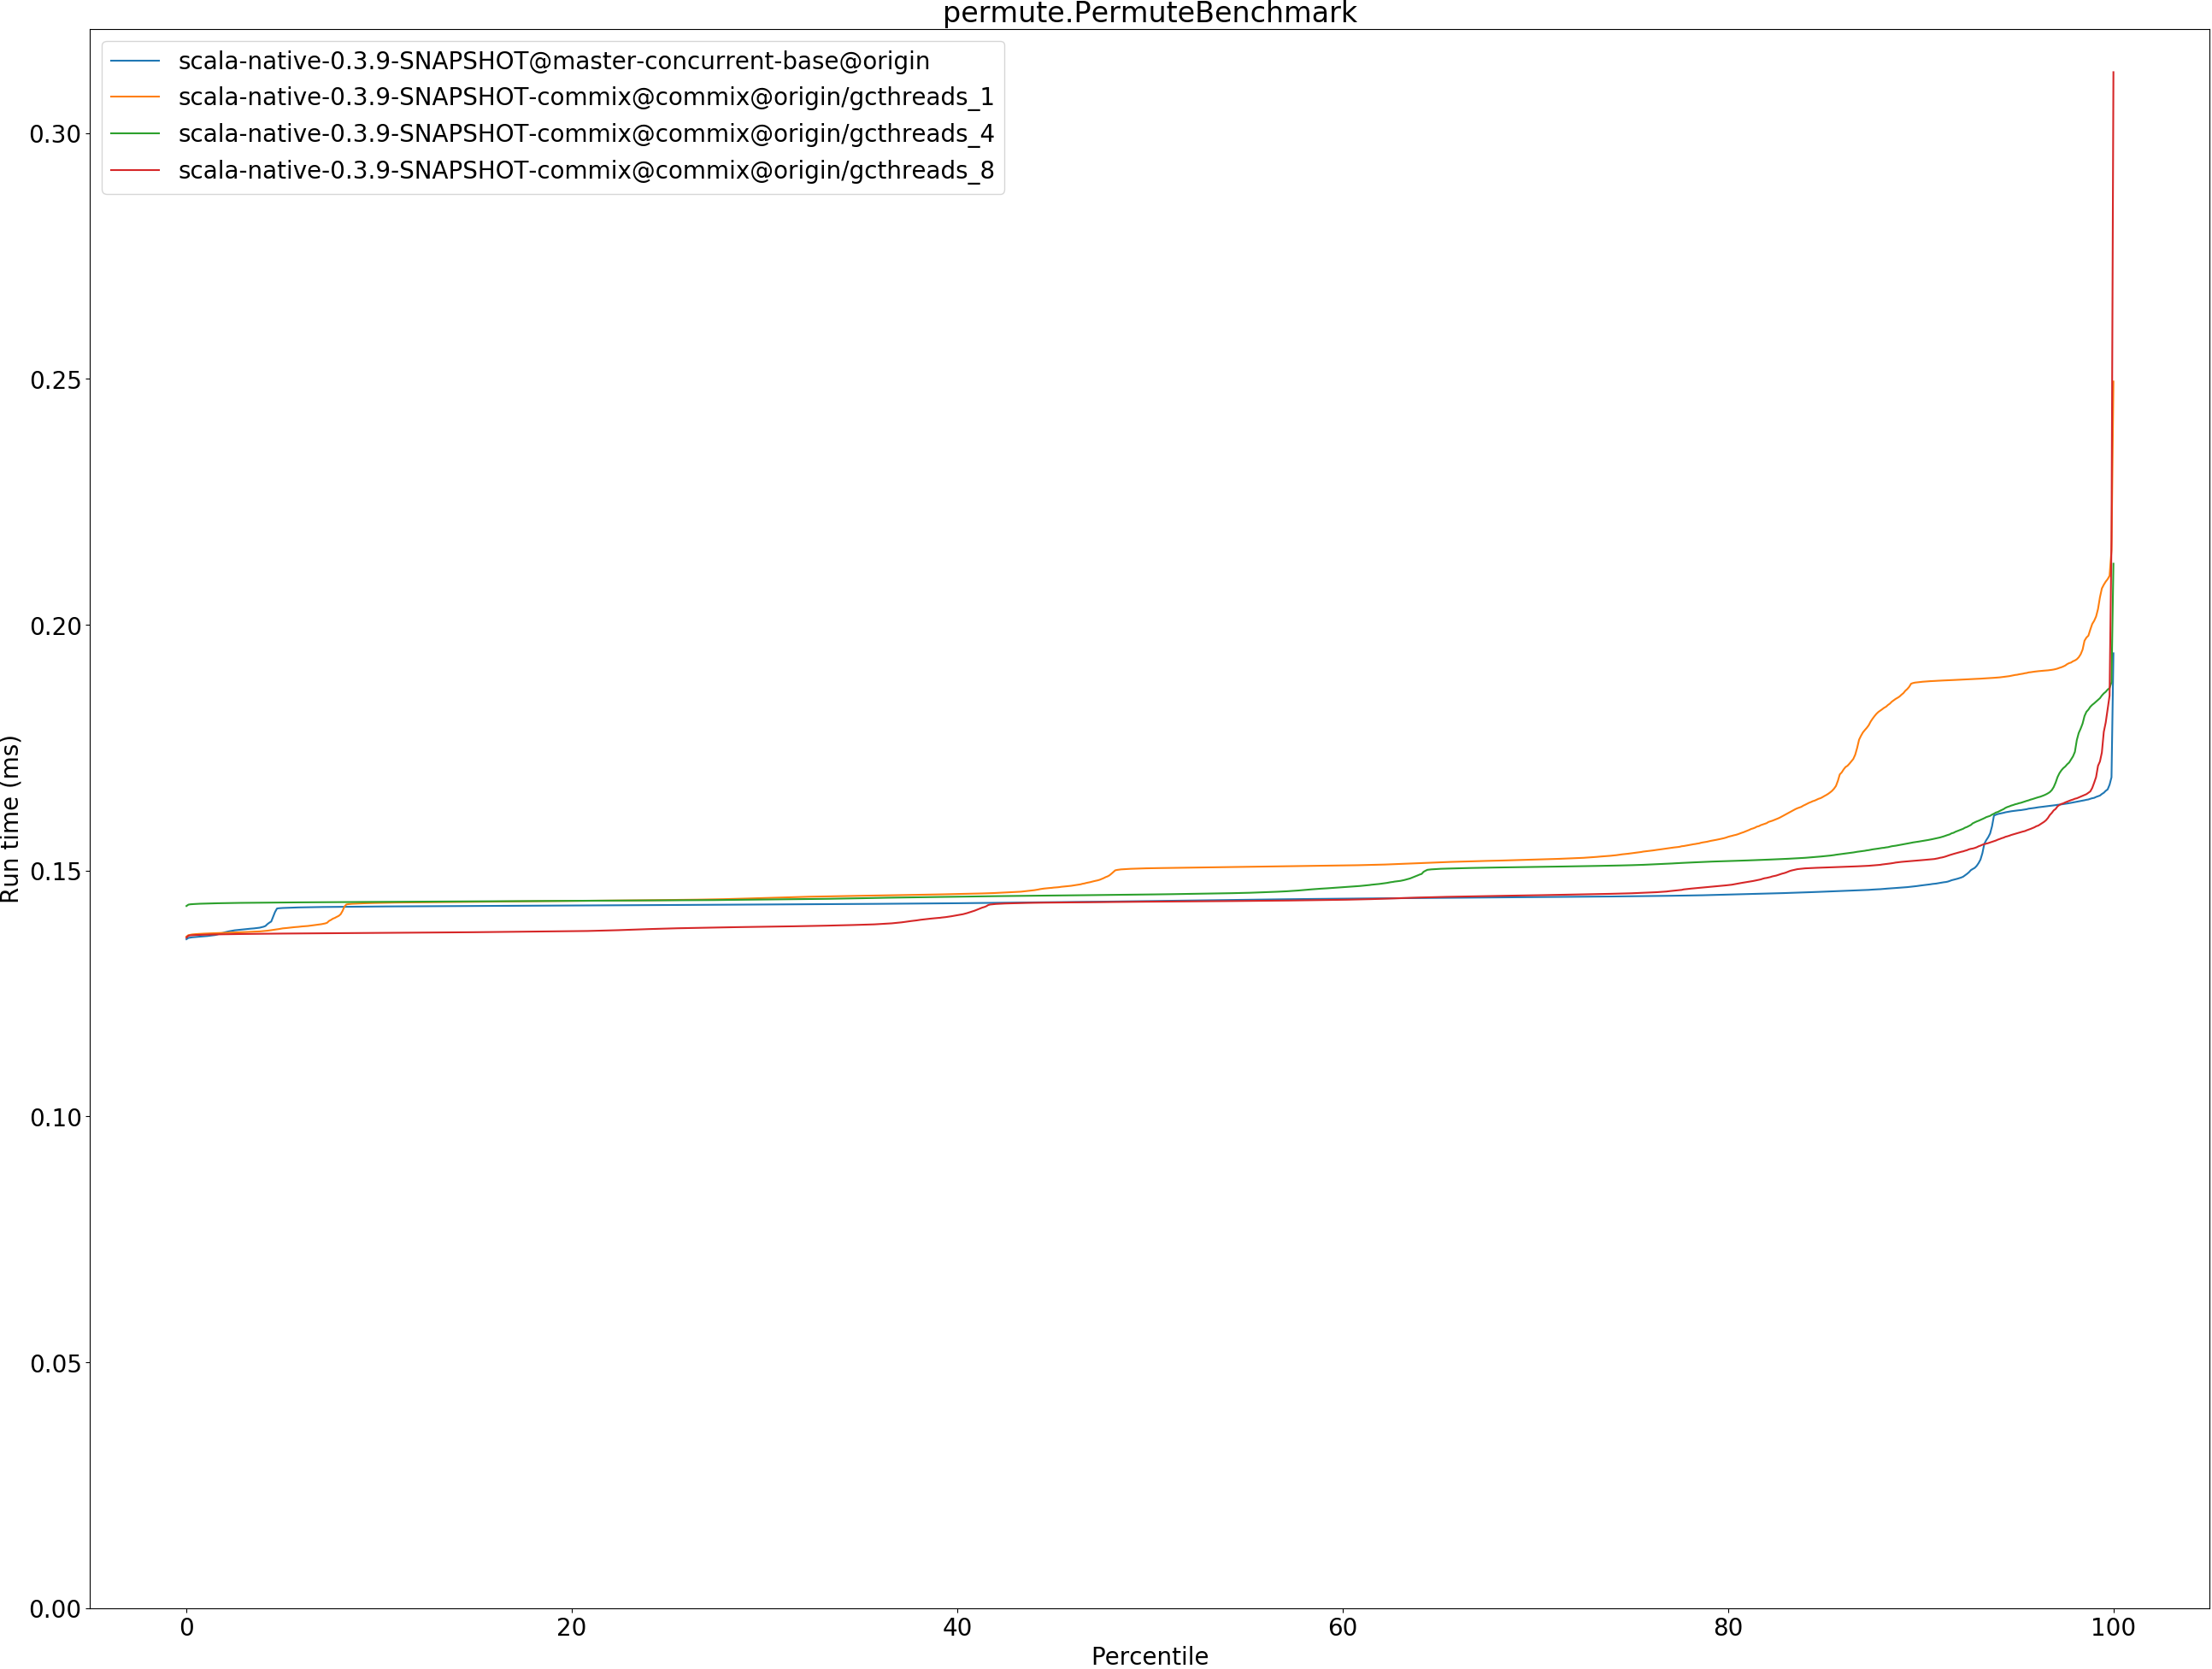 permute.PermuteBenchmark
scala-native-0.3.9-SNAPSHOT@master-concurrent-base@origin
scala-native-0.3.9-SNAPSHOT-commix@commix@origin/gcthreads_1
scala-native-0.3.9-SNAPSHOT-commix@commix@origin/gcthreads_4
scala-native-0.3.9-SNAPSHOT-commix@commix@origin/gcthreads_8
Run time (ms)
0.30
0.25
0.20
0.15
0.10
0.05
0.00
0 20 40 60 80 100
Percentile